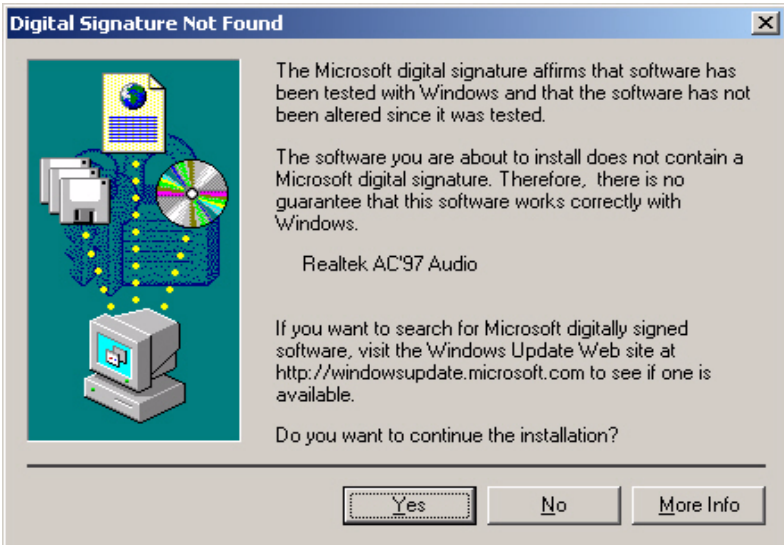 Digital Signature Not Found
The Microsoft digital signature affirms that software has
been tested with Windows and that the software has not
been altered since it was tested.
The software you are about to install does not contain a
Microsoft digital signature. Therefore,  there is no
guarantee that this software works correctly with
Windows.
Realtek AC'97 Audio
If you want to search for Microsoft digitally signed
software, visit the Windows Update Web site at
http://windowsupdate.microsoft.com to see if one is
available.
Do you want to continue the installation?
Yes
No
More Info